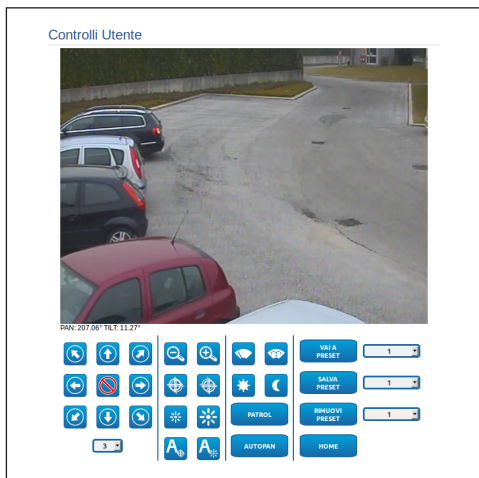 Controlli Utente
PAN: 207.06° TILT: 11.27°
VAI A
PRESET
1
SALVA
PRESET
1
PATROL
RIMUOVI
PRESET
1
3
A
A
AUTOPAN
HOME